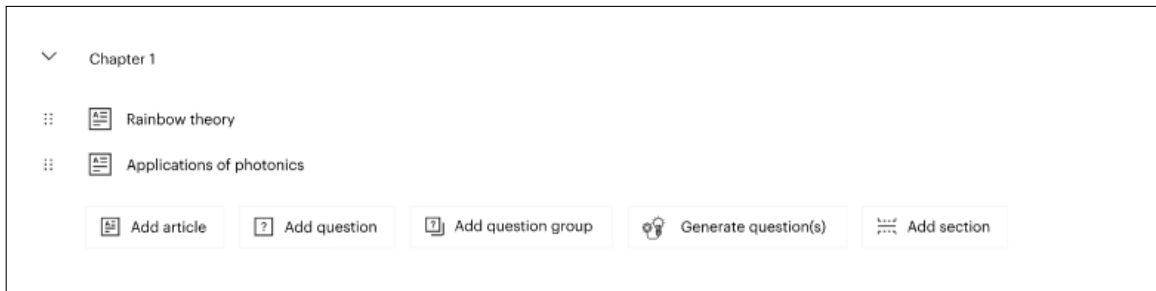 Chapter 1
Rainbow theory
Applications of photonics
Add article Add question Add question group Generate question(s) Add section